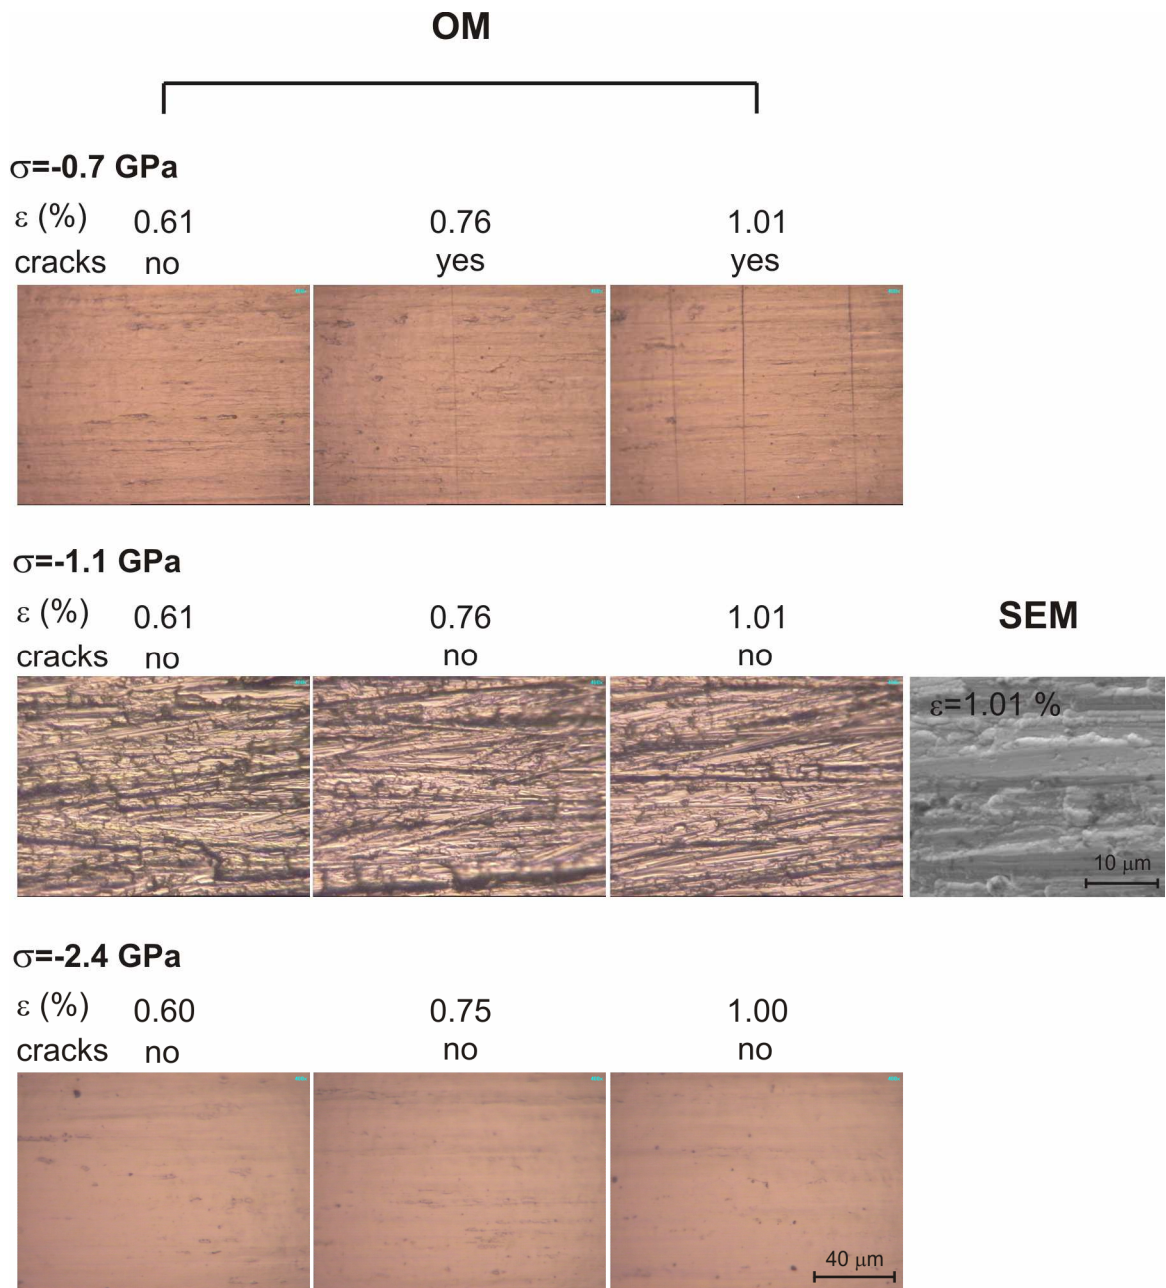 OM
σ=-0.7 GPa
ε (%) 0.61 0.76 1.01
cracks no yes yes
σ=-1.1 GPa
ε (%) 0.61 0.76 1.01 SEM
cracks no no no
ε=1.01 %
10 μm
σ=-2.4 GPa
ε (%) 0.60 0.75 1.00
cracks no no no
40 μm